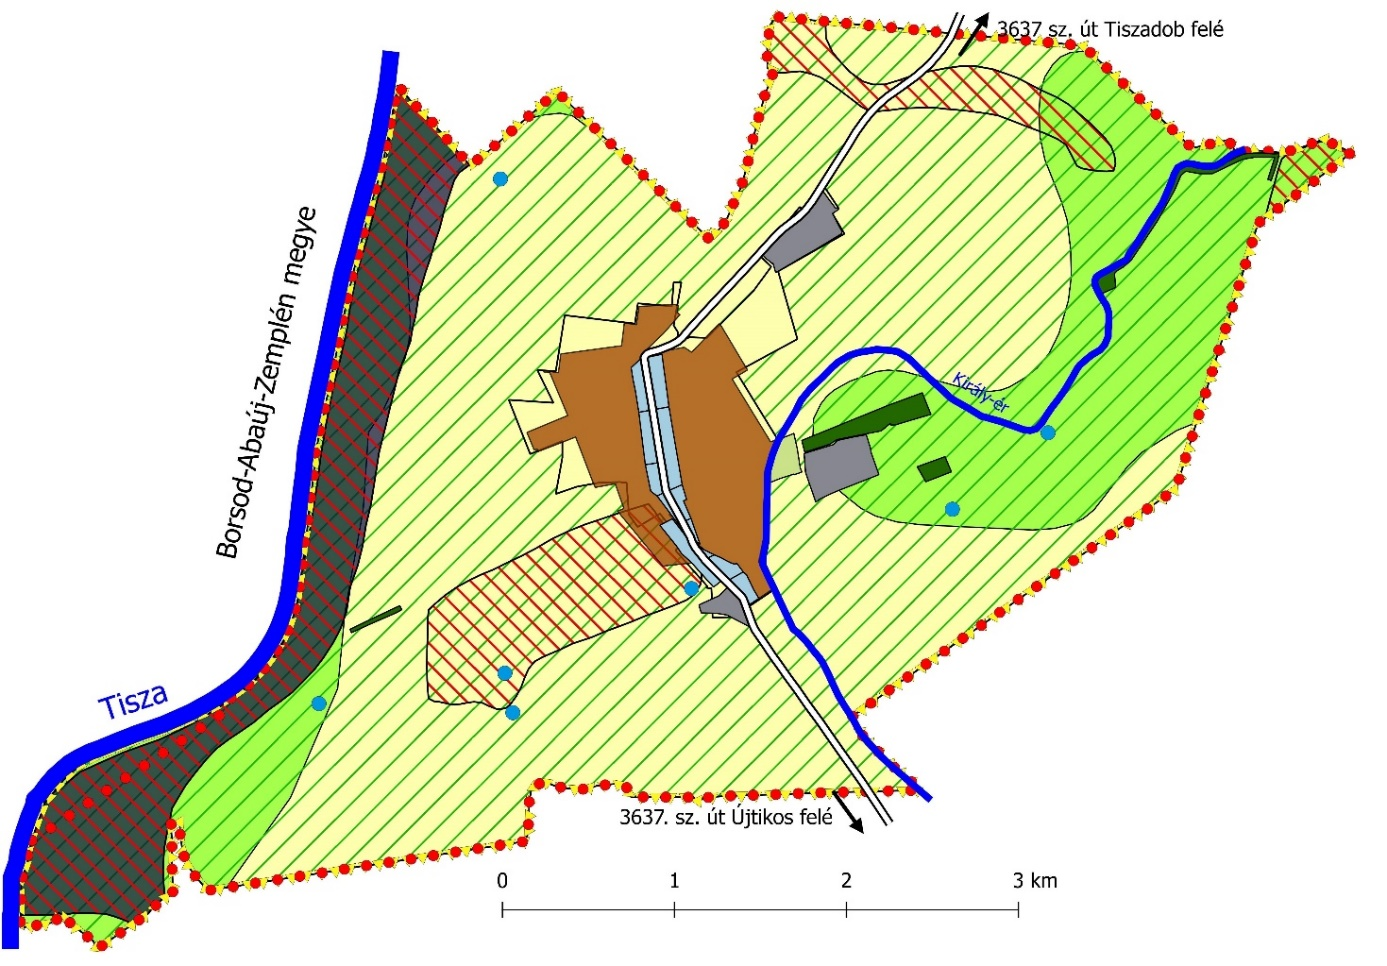 3637 sz. út Tiszadob felé
Borsod-Abaúj-Zemplén megye
Király-ér
Tisza
3637. sz. út Újtikos felé
0 1 2 3 km